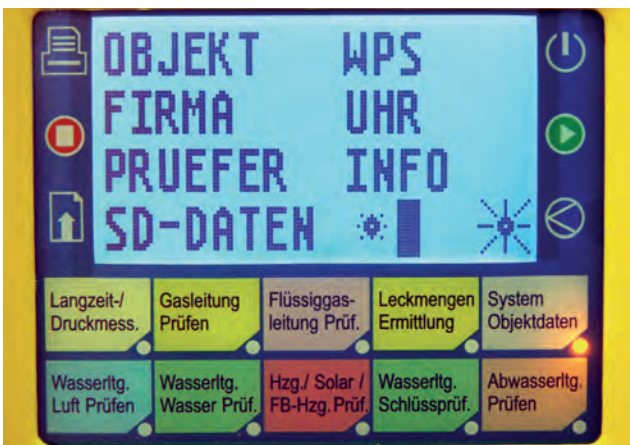 OBJEKT WPS
FIRMA UHR
PRUEFER INFO
SD-DATEN
Langzeit-/
Druckmess.
Gasleitung
Prüfen
Flüssiggas-
leitung Prüf.
Leckmengen
Ermittlung
System
Objektdaten
Wasserltg.
Luft Prüfen
Wasserltg.
Wasser Prüf.
Hzg./ Solar /
FB-Hzg. Prüf.
Wasserltg.
Schlüssprüf.
Abwasserltg.
Prüfen